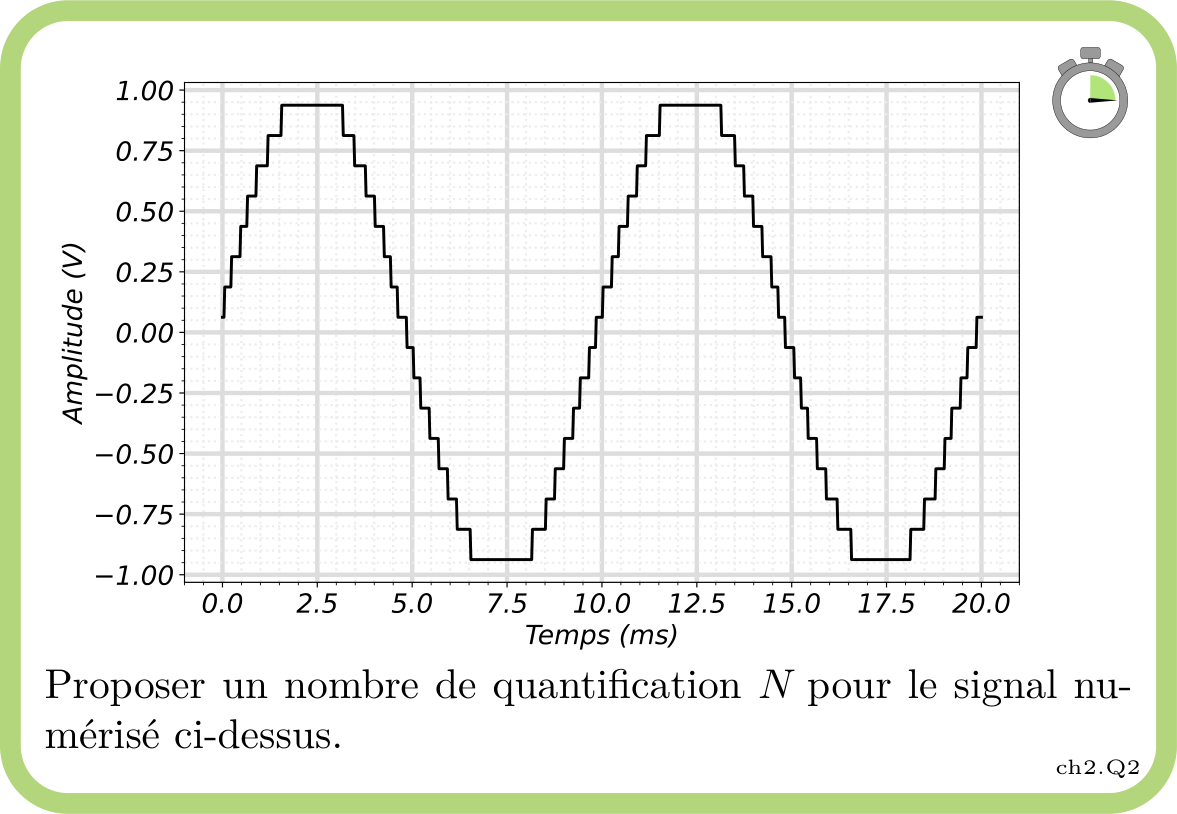 1.00
0.75
0.50
0.25
0.00
−0.25
−0.50
−0.75
−1.00
Amplitude (V)
0.0 2.5 5.0 7.5 10.0 12.5 15.0 17.5 20.0
Temps (ms)
Proposer un nombre de quantification N pour le signal nu-
mérisé ci-dessus.
ch2.Q2